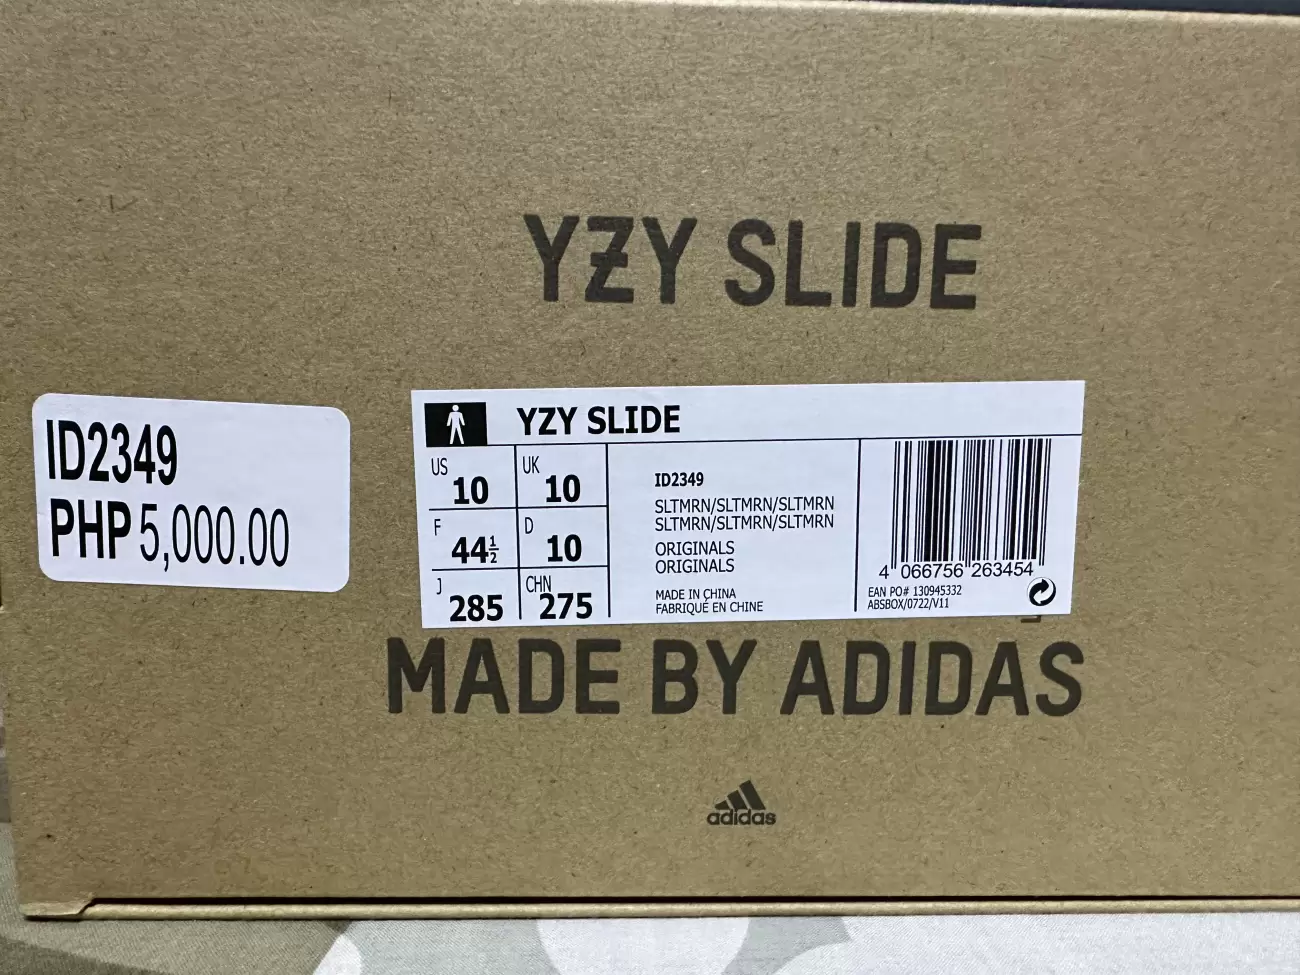 YZY SLIDE
ID2349
PHP 5,000.00
YZY SLIDE
US 10
UK 10
F 44½
D 10
J 285
CHN 275
ID2349
SLTMRN/SLTMRN/SLTMRN
SLTMRN/SLTMRN/SLTMRN
ORIGINALS
ORIGINALS
MADE IN CHINA
FABRIQUÉ EN CHINE
4 066756 263454
EAN PO# 130945332
ABSBOX/0722/V11
MADE BY ADIDAS
adidas